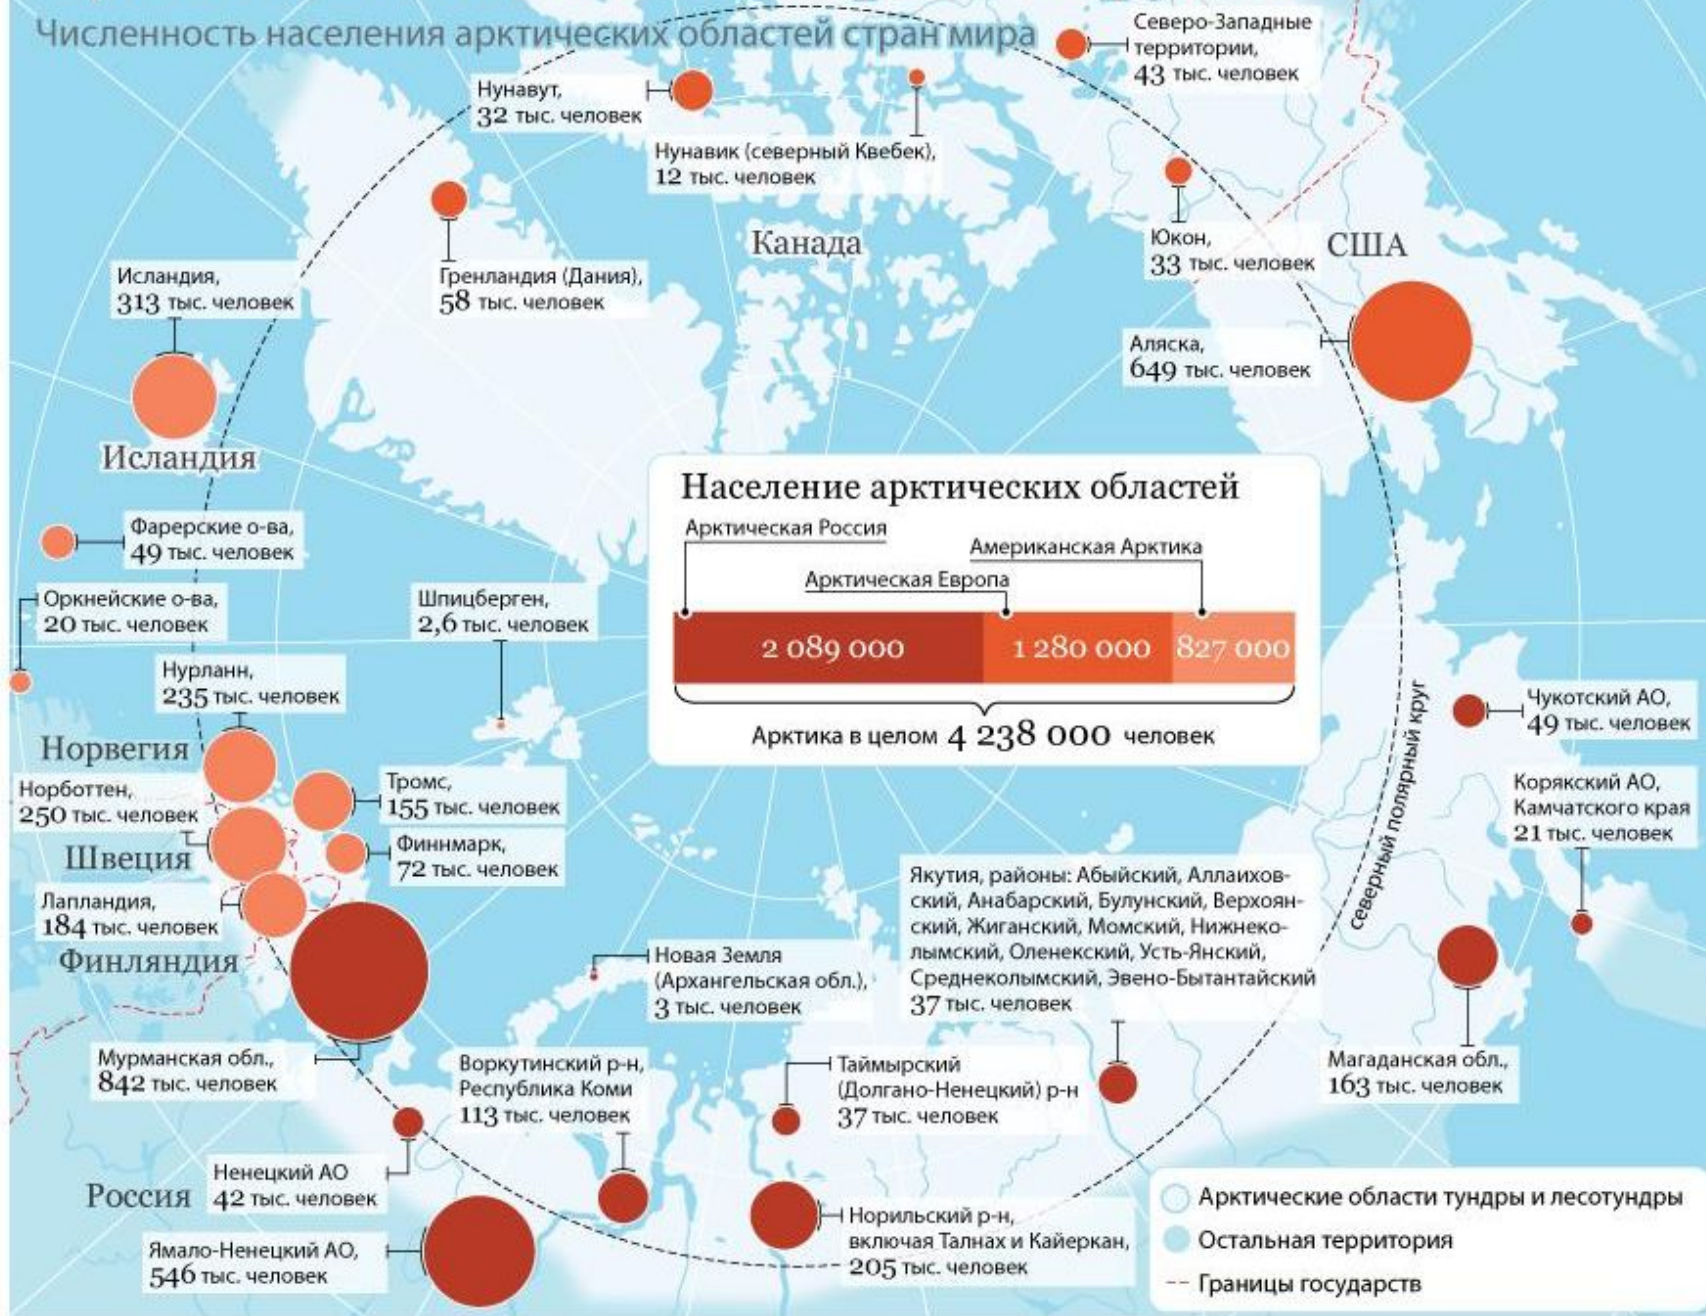 Численность населения арктических областей стран мира
Северо-Западные
территории,
43 тыс. человек
Нунавут,
32 тыс. человек
Нунавик (северный Квебек),
12 тыс. человек
Канада
Юкон,
33 тыс. человек
США
Исландия,
313 тыс. человек
Гренландия (Дания),
58 тыс. человек
Аляска,
649 тыс. человек
Исландия
Фарерские о-ва,
49 тыс. человек
Оркнейские о-ва,
20 тыс. человек
Шпицберген,
2,6 тыс. человек
Население арктических областей
Арктическая Россия
Американская Арктика
Арктическая Европа
2 089 000
1 280 000
827 000
Арктика в целом 4 238 000 человек
Нурланн,
235 тыс. человек
Норвегия
Норботтен,
250 тыс. человек
Тромс,
155 тыс. человек
Швеция
Финнмарк,
72 тыс. человек
Лапландия,
184 тыс. человек
Финляндия
северный полярный круг
Чукотский АО,
49 тыс. человек
Корякский АО,
Камчатского края
21 тыс. человек
Якутия, районы: Абыйский, Аллаихов-
ский, Анабарский, Булунский, Верхоян-
ский, Жиганский, Момский, Нижнеко-
лымский, Оленекский, Усть-Янский,
Среднеколымский, Эвено-Бытантайский
37 тыс. человек
Новая Земля
(Архангельская обл.),
3 тыс. человек
Мурманская обл.,
842 тыс. человек
Воркутинский р-н,
Республика Коми
113 тыс. человек
Таймырский
(Долгано-Ненецкий) р-н
37 тыс. человек
Магаданская обл.,
163 тыс. человек
Россия
Ненецкий АО
42 тыс. человек
Ямало-Ненецкий АО,
546 тыс. человек
Норильский р-н,
включая Талнах и Кайеркан,
205 тыс. человек
Арктические области тундры и лесотундры
Остальная территория
Границы государств